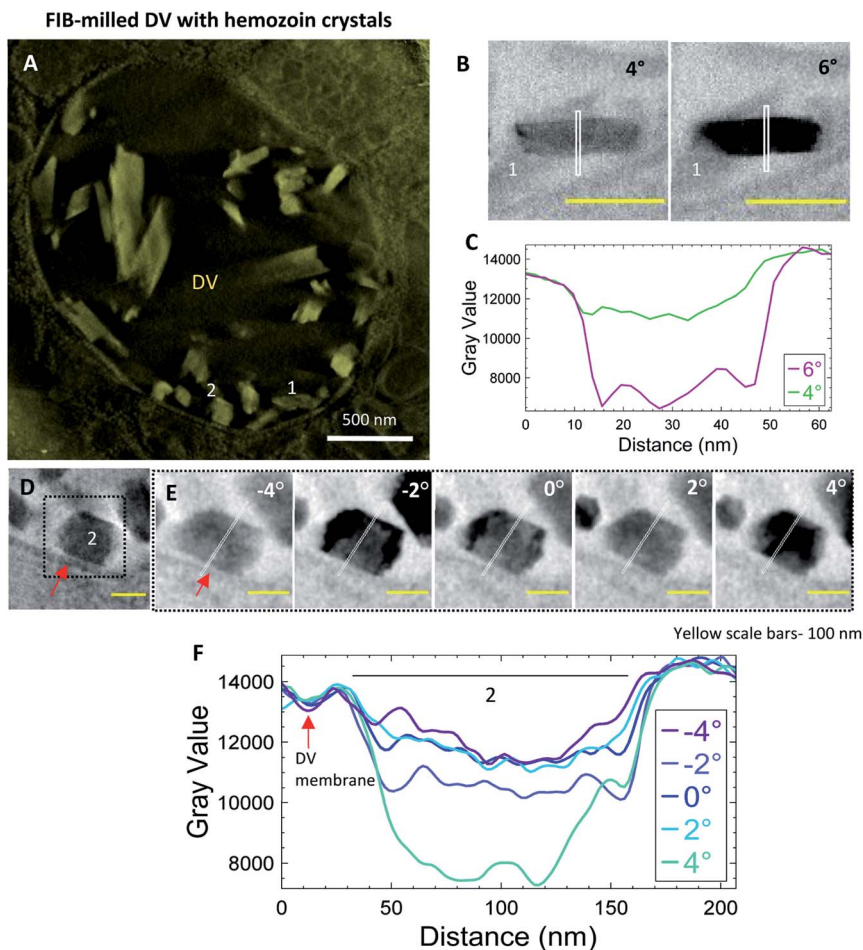 FIB-milled DV with hemozoin crystals
A
DV
2
1
500 nm
B
4°
6°
1
1
C
14000
12000
10000
8000
Gray Value
0
10
20
30
40
50
60
Distance (nm)
6°
4°
D
2
E
-4°
-2°
0°
2°
4°
Yellow scale bars- 100 nm
F
14000
12000
10000
8000
Gray Value
2
DV
membrane
-4°
-2°
0°
2°
4°
0
50
100
150
200
Distance (nm)